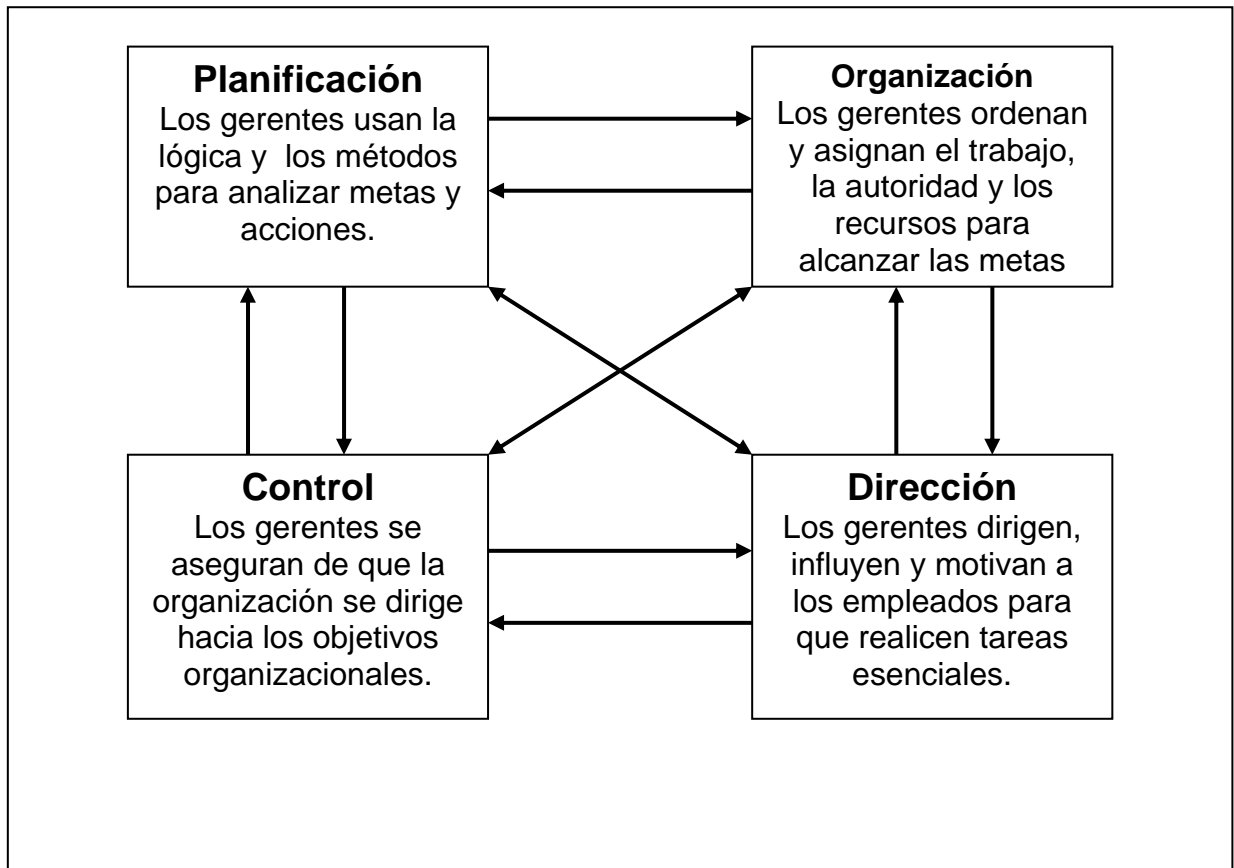 Planificación
Los gerentes usan la
lógica y  los métodos
para analizar metas y
acciones.
Organización
Los gerentes ordenan
y asignan el trabajo,
la autoridad y los
recursos para
alcanzar las metas
Control
Los gerentes se
aseguran de que la
organización se dirige
hacia los objetivos
organizacionales.
Dirección
Los gerentes dirigen,
influyen y motivan a
los empleados para
que realicen tareas
esenciales.